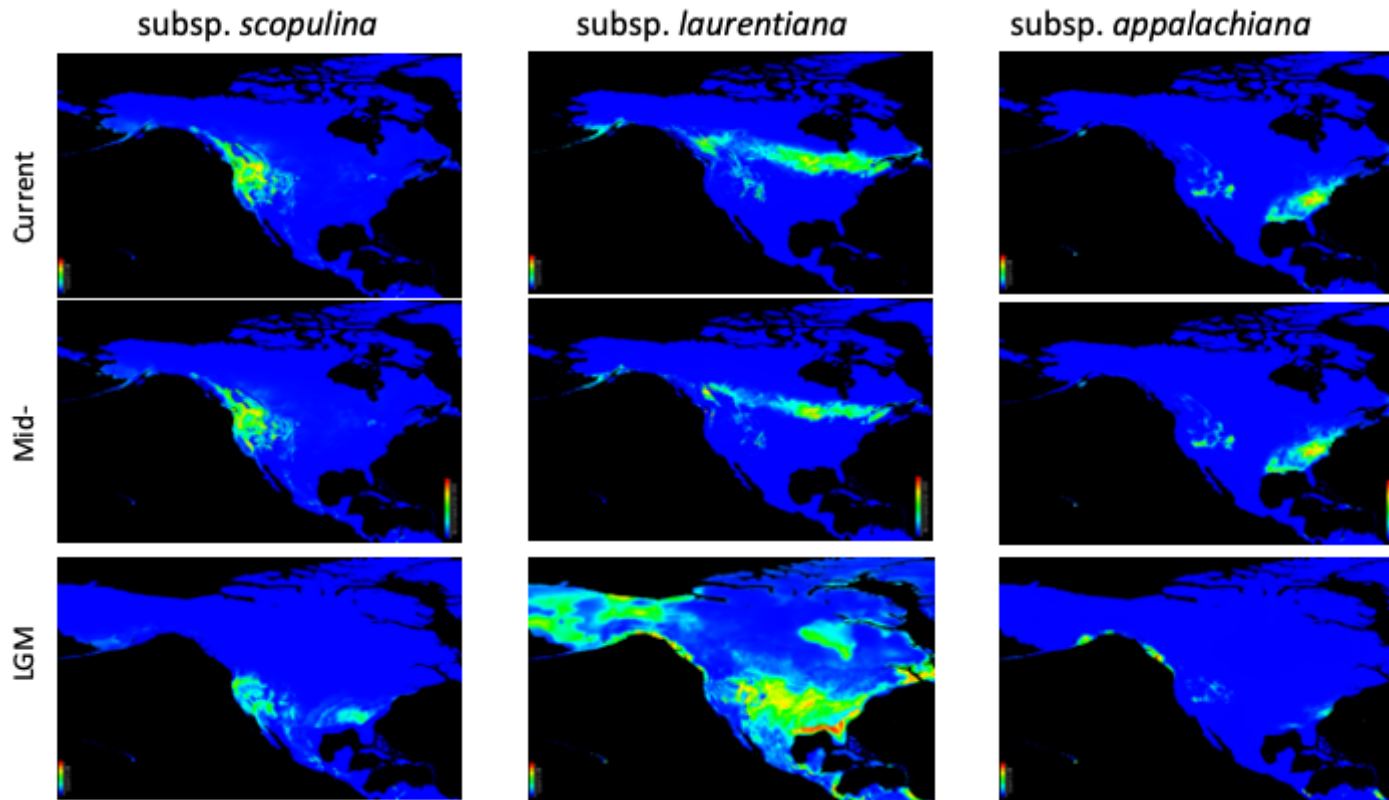 subsp. scopulina
subsp. laurentiana
subsp. appalachiana
Current
Mid-
LGM